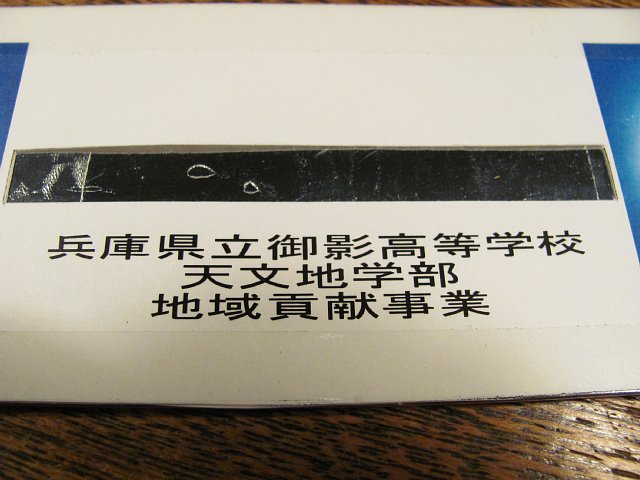 兵庫県立御影高等学校
天文地学部
地域貢献事業